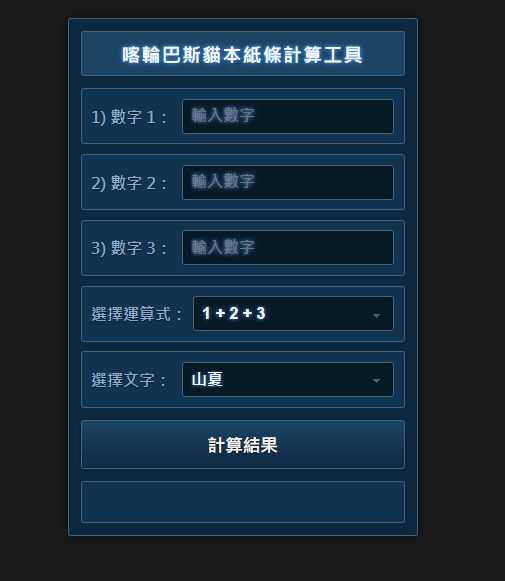 喀輪巴斯貓本紙條計算工具
1) 數字 1：
輸入數字
2) 數字 2：
輸入數字
3) 數字 3：
輸入數字
選擇運算式：
1 + 2 + 3
選擇文字：
山夏
計算結果